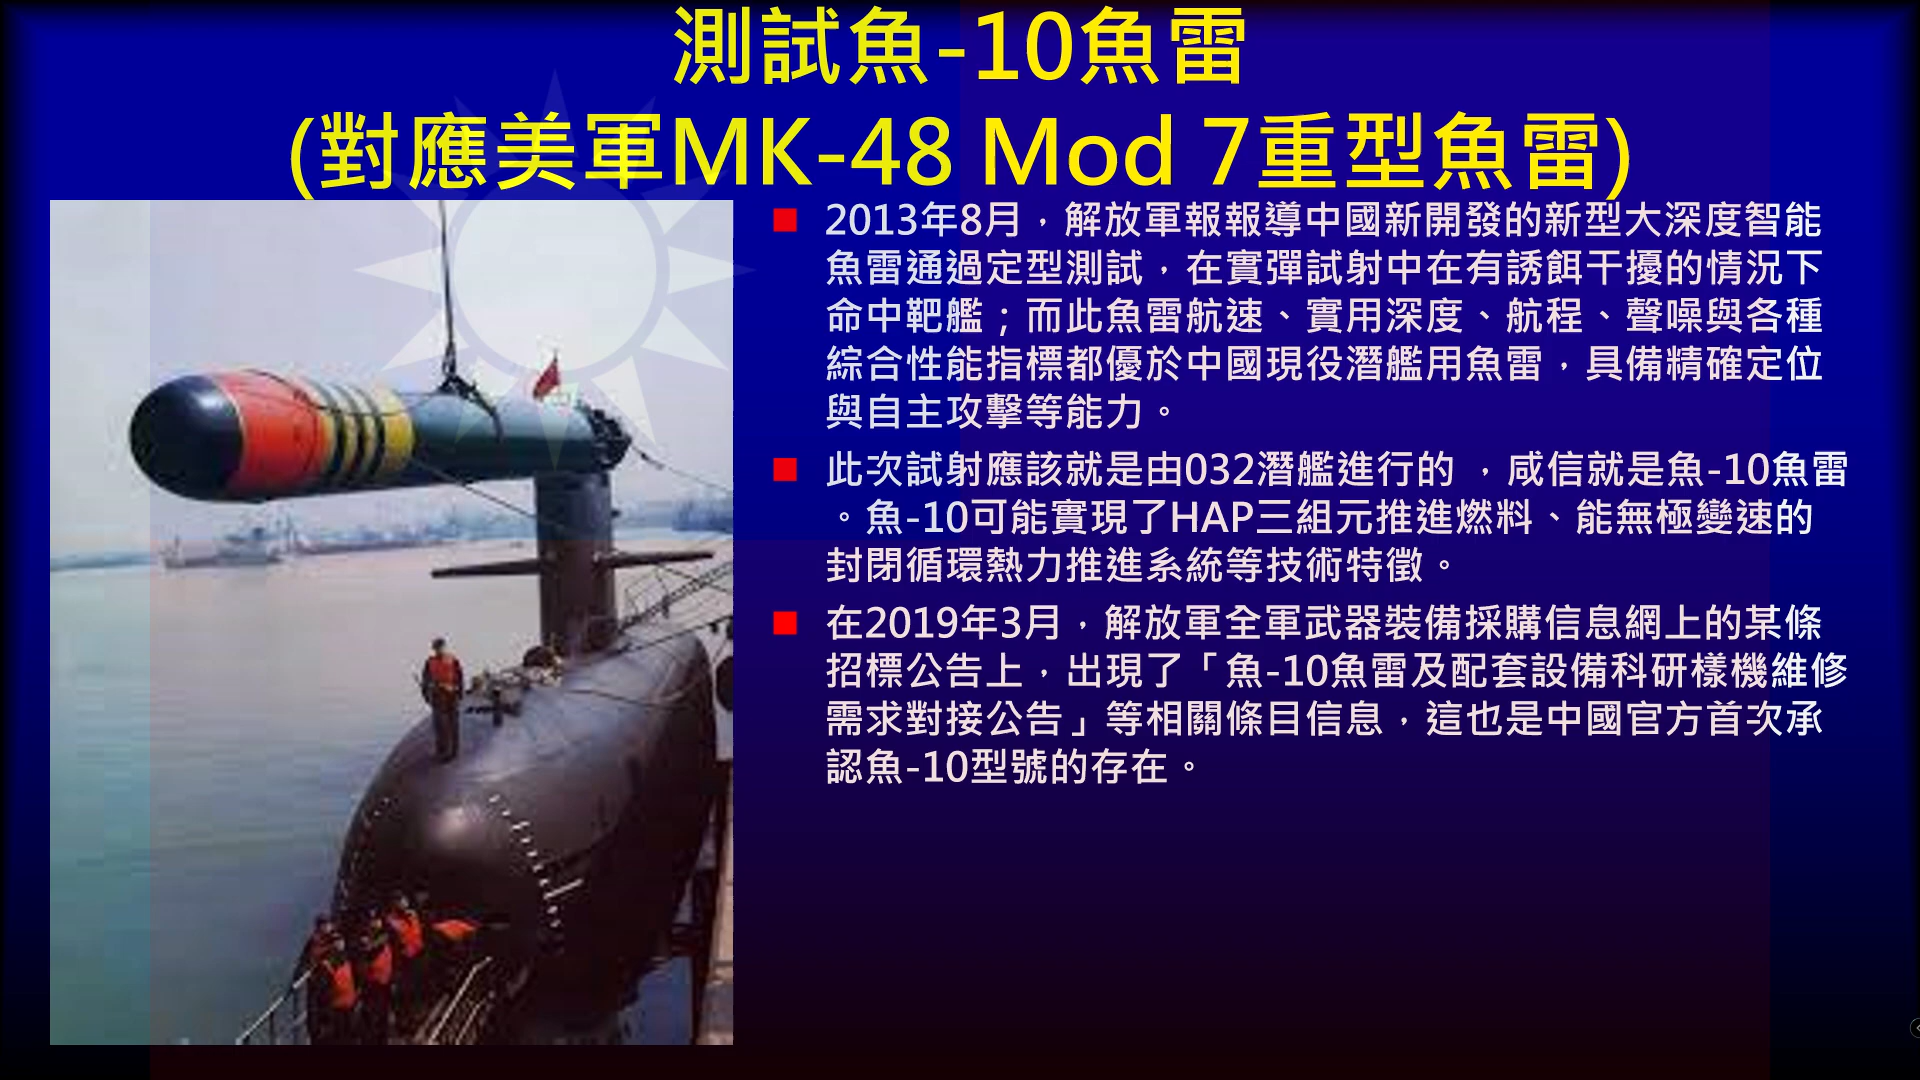 測試魚-10魚雷
(對應美軍MK-48 Mod 7重型魚雷)
2013年8月，解放軍報報導中國新開發的新型大深度智能
魚雷通過定型測試，在實彈試射中在有誘餌干擾的情況下
命中靶艦；而此魚雷航速、實用深度、航程、聲噪與各種
綜合性能指標都優於中國現役潛艦用魚雷，具備精確定位
與自主攻擊等能力。
此次試射應該就是由032潛艦進行的 ，咸信就是魚-10魚雷
。魚-10可能實現了HAP三組元推進燃料、能無極變速的
封閉循環熱力推進系統等技術特徵。
在2019年3月，解放軍全軍武器裝備採購信息網上的某條
招標公告上，出現了「魚-10魚雷及配套設備科研樣機維修
需求對接公告」等相關條目信息，這也是中國官方首次承
認魚-10型號的存在。